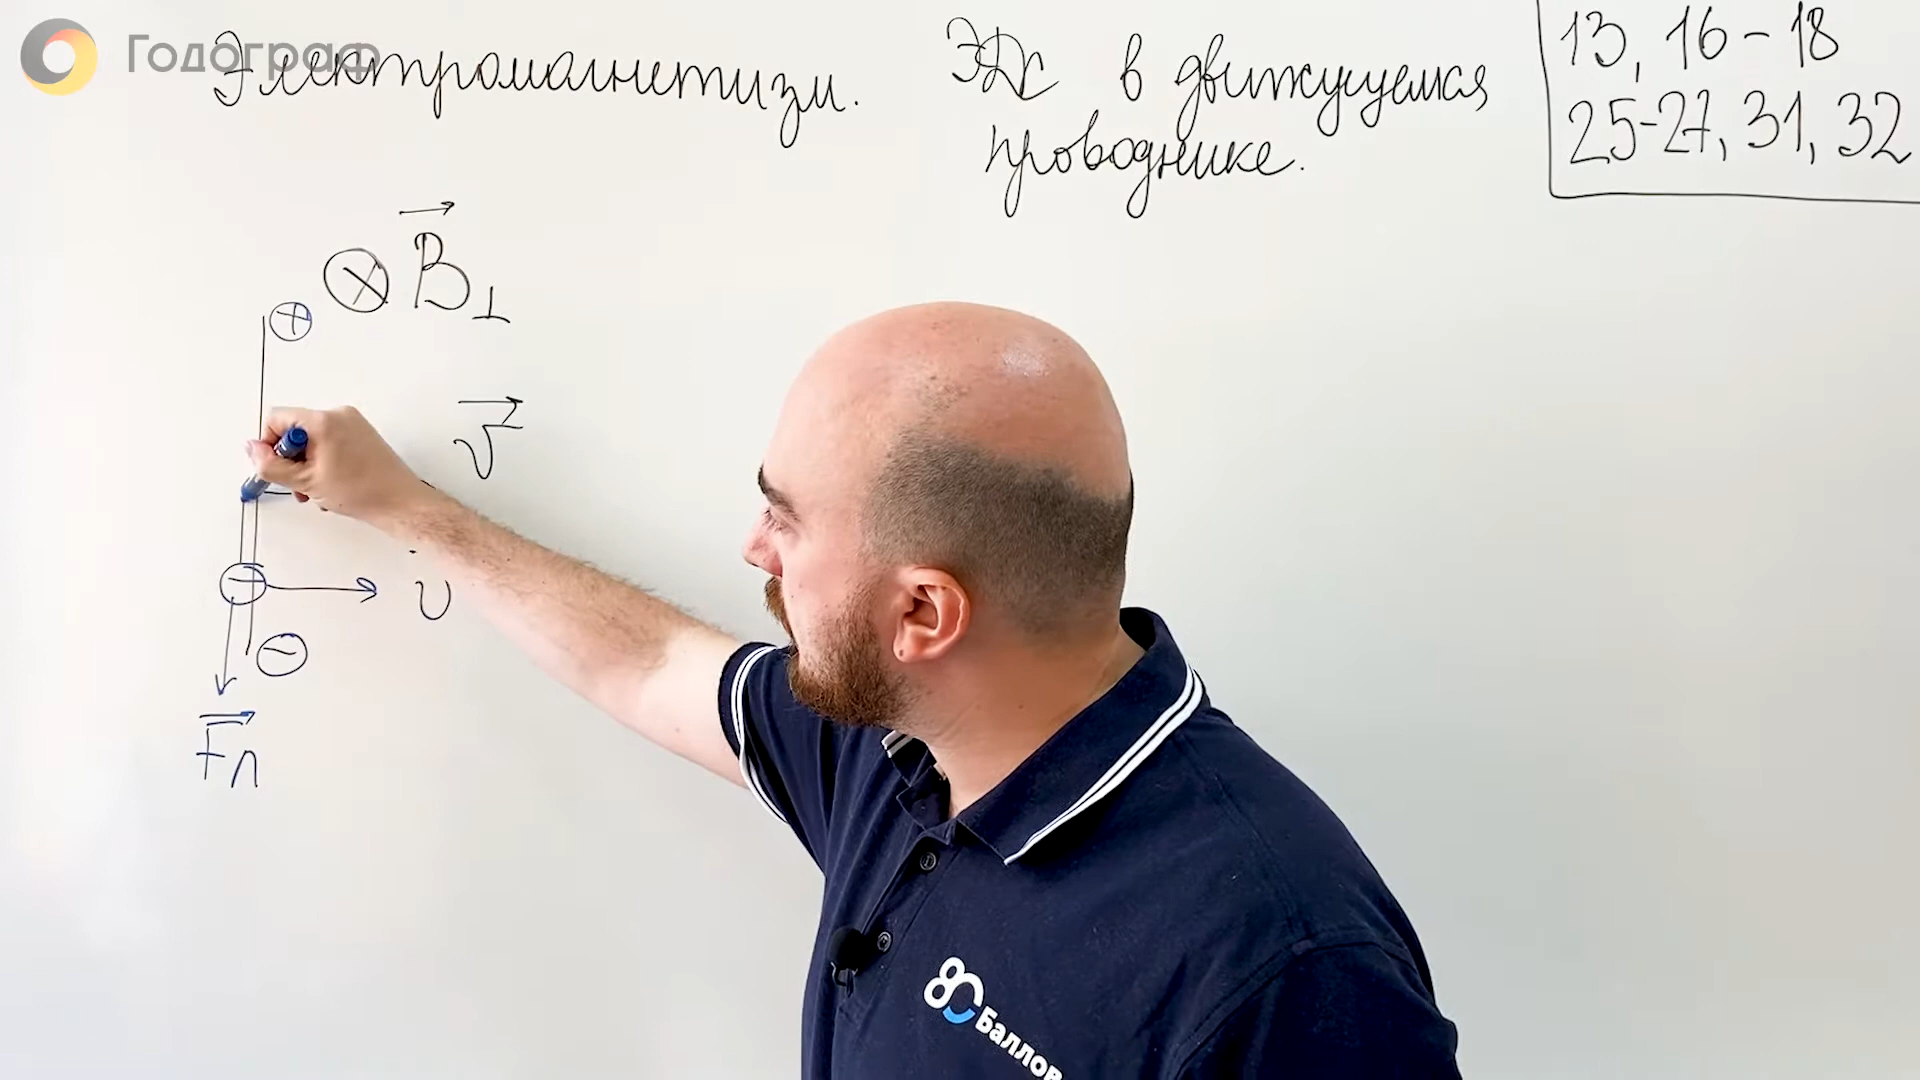 Годограф
Электромагнетизм.
ЭДС в движущемся
проводнике.
13, 16-18
25-27, 31, 32
B⊥
v
υ
Fл
80
Баллов